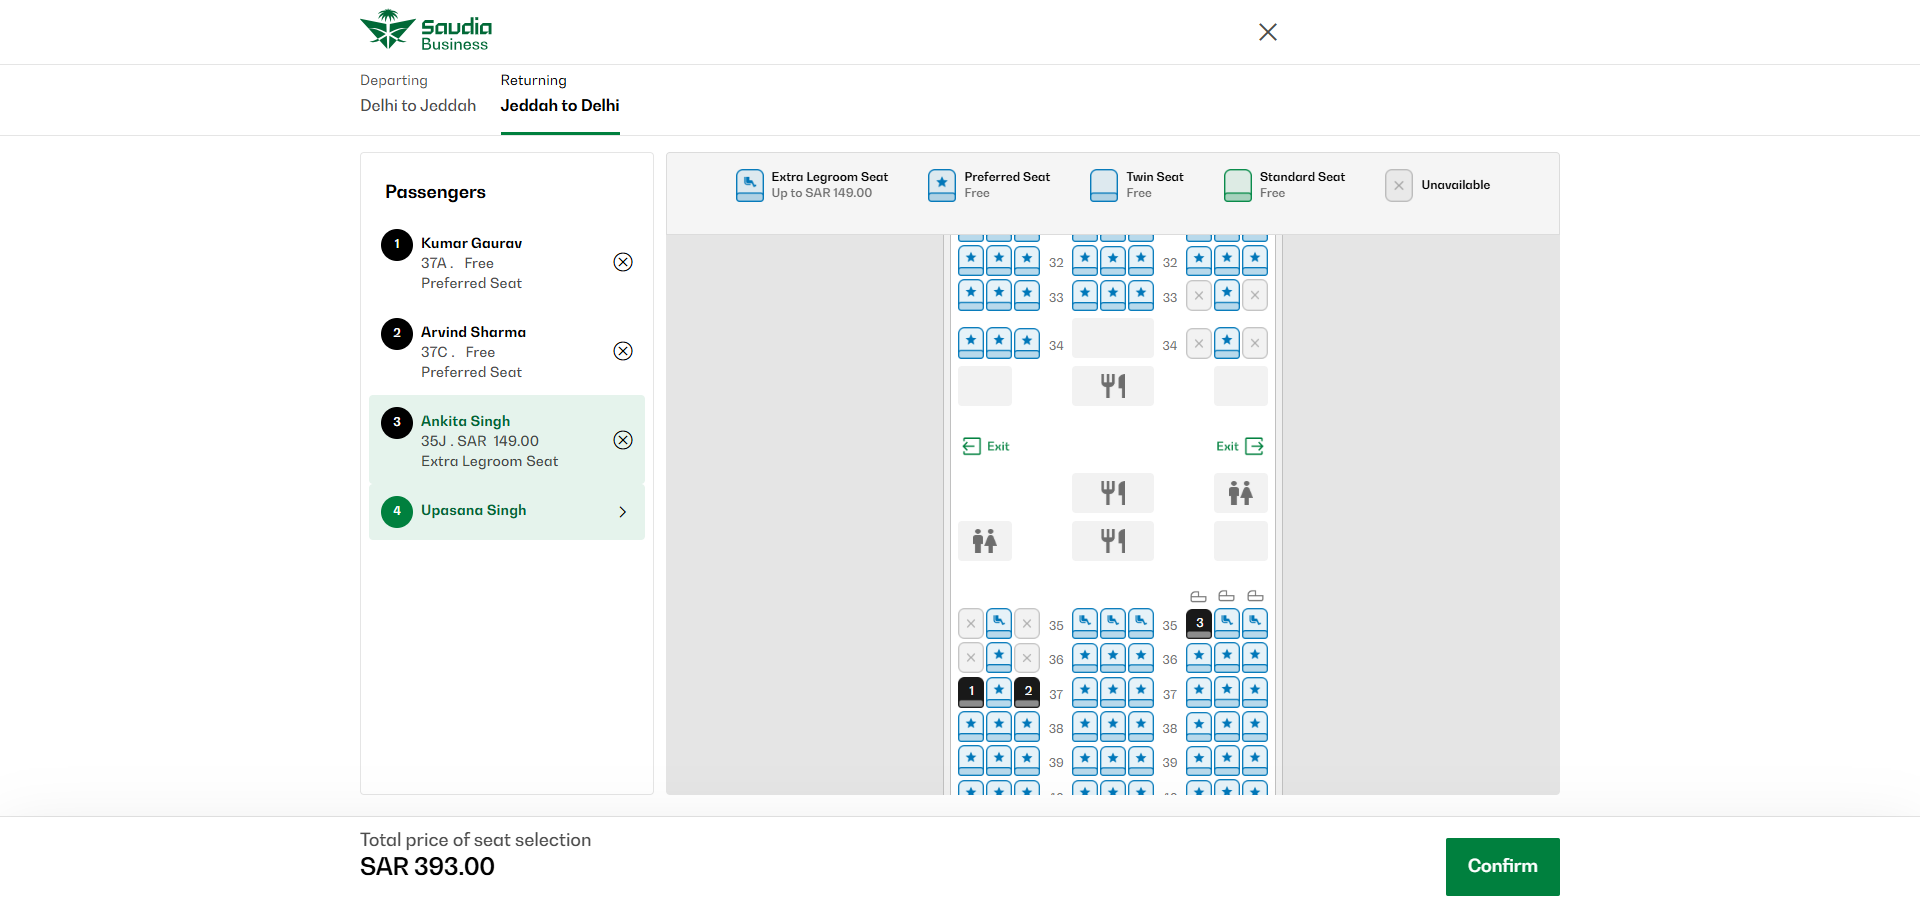 Saudia
Business
Departing
Delhi to Jeddah
Returning
Jeddah to Delhi
Passengers
1
Kumar Gaurav
37A . Free
Preferred Seat
2
Arvind Sharma
37C . Free
Preferred Seat
3
Ankita Singh
35J . SAR 149.00
Extra Legroom Seat
4
Upasana Singh
Extra Legroom Seat
Up to SAR 149.00
Preferred Seat
Free
Twin Seat
Free
Standard Seat
Free
Unavailable
32 32
33 33
34 34
Exit Exit
35 35 3
36 36
1 2 37 37
38 38
39 39
Total price of seat selection
SAR 393.00
Confirm